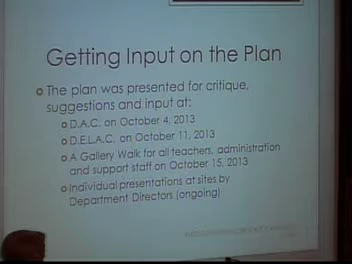 Getting Input on the Plan
The plan was presented for critique,
suggestions and input at:
D.A.C. on October 4, 2013
D.E.L.A.C. on October 11, 2013
A Gallery Walk for all teachers, administration
and support staff on October 15, 2013
Individual presentations at sites by
Department Directors (ongoing)